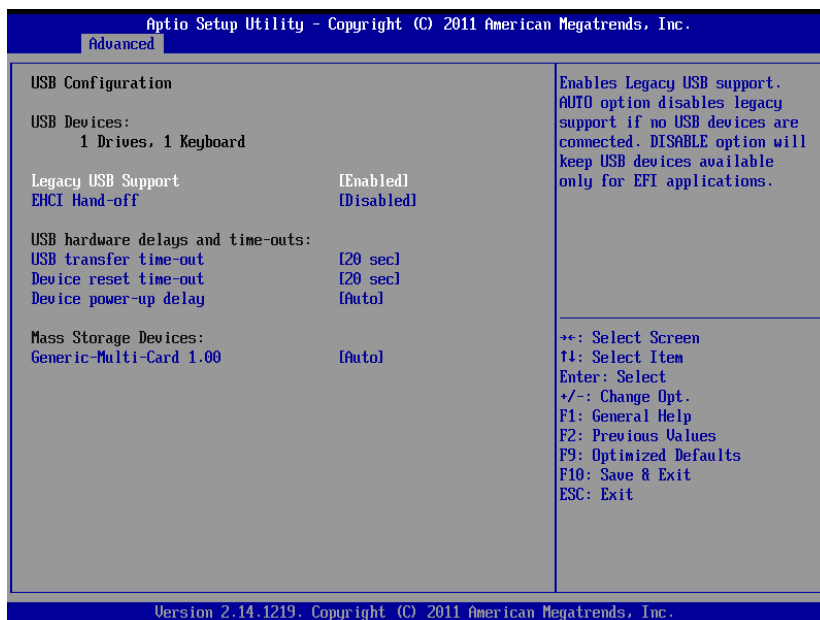 Aptio Setup Utility - Copyright (C) 2011 American Megatrends, Inc.
Advanced
USB Configuration
USB Devices:
1 Drives, 1 Keyboard
Legacy USB Support [Enabled]
EHCI Hand-off [Disabled]
USB hardware delays and time-outs:
USB transfer time-out [20 sec]
Device reset time-out [20 sec]
Device power-up delay [Auto]
Mass Storage Devices:
Generic-Multi-Card 1.00 [Auto]
Enables Legacy USB support.
AUTO option disables legacy
support if no USB devices are
connected. DISABLE option will
keep USB devices available
only for EFI applications.
→←: Select Screen
↑↓: Select Item
Enter: Select
+/-: Change Opt.
F1: General Help
F2: Previous Values
F9: Optimized Defaults
F10: Save & Exit
ESC: Exit
Version 2.14.1219. Copyright (C) 2011 American Megatrends, Inc.